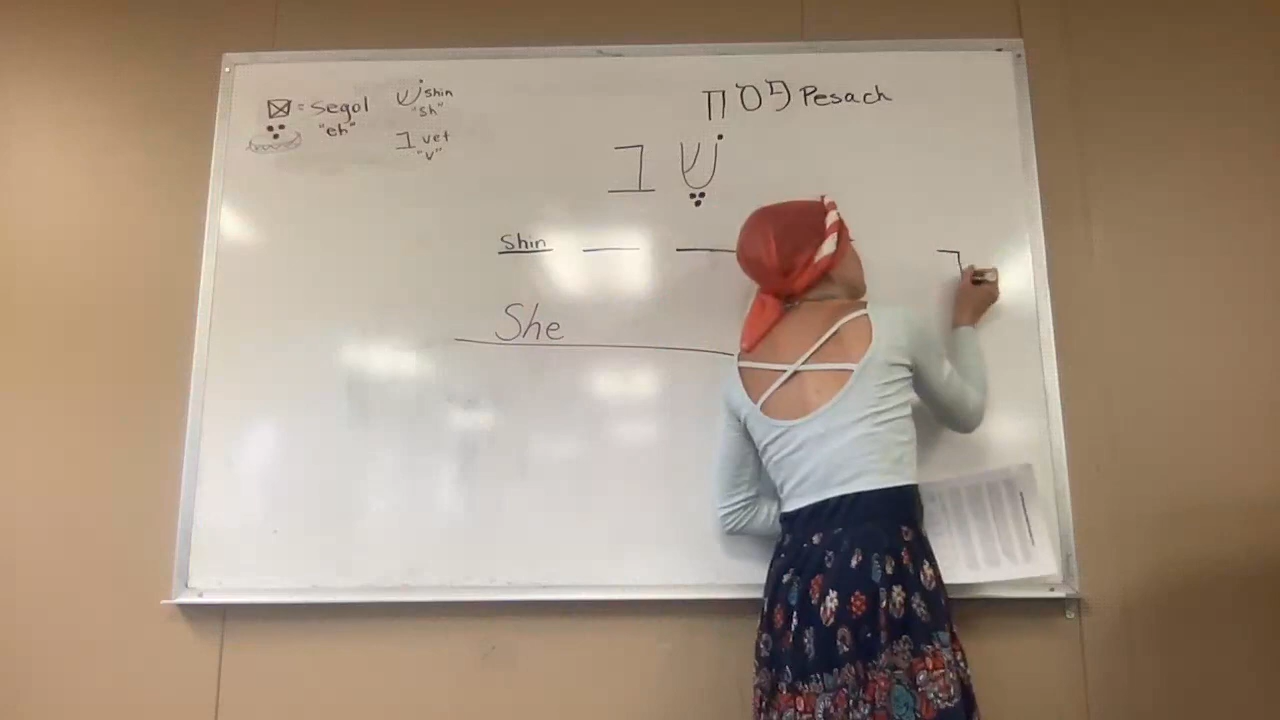 = segol
"eh"
שׁ shin
"sh"
ב vet
"v"
פסח Pesach
שֶׁב
Shin
She